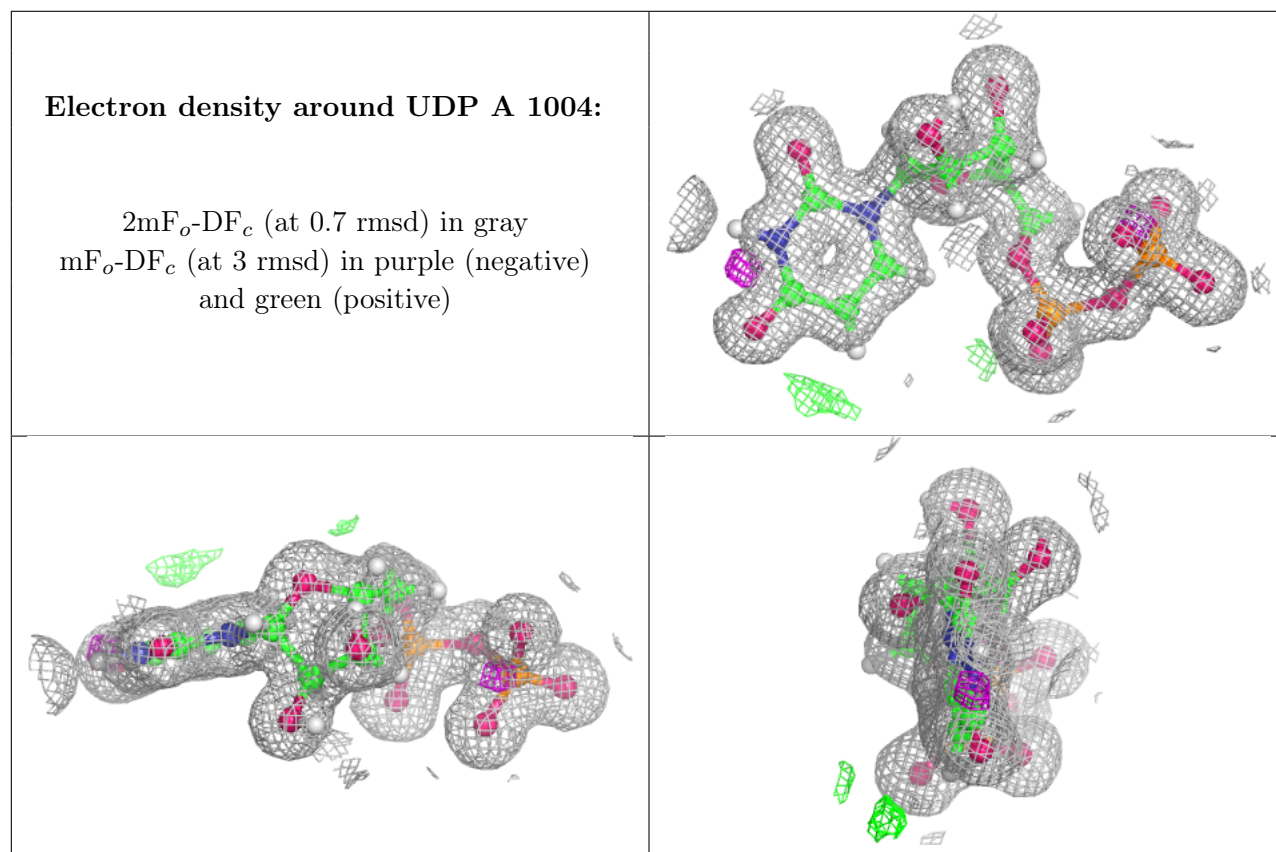 Electron density around UDP A 1004:
2mFo-DFc (at 0.7 rmsd) in gray
mFo-DFc (at 3 rmsd) in purple (negative)
and green (positive)